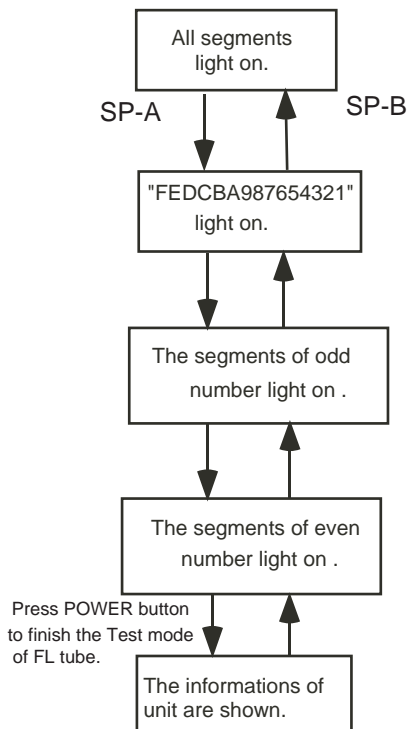 All segments
light on.
SP-A
SP-B
"FEDCBA987654321"
light on.
The segments of odd
number light on .
The segments of even
number light on .
Press POWER button
to finish the Test mode
of FL tube.
The informations of
unit are shown.